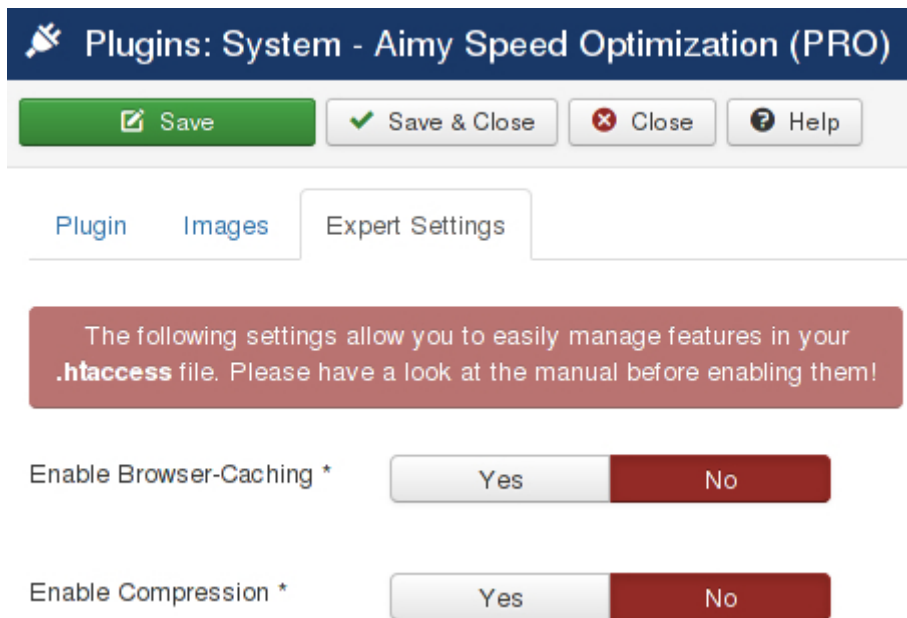 Plugins: System - Aimy Speed Optimization (PRO)
Save Save & Close Close Help
Plugin Images Expert Settings
The following settings allow you to easily manage features in your
.htaccess file. Please have a look at the manual before enabling them!
Enable Browser-Caching * Yes No
Enable Compression * Yes No